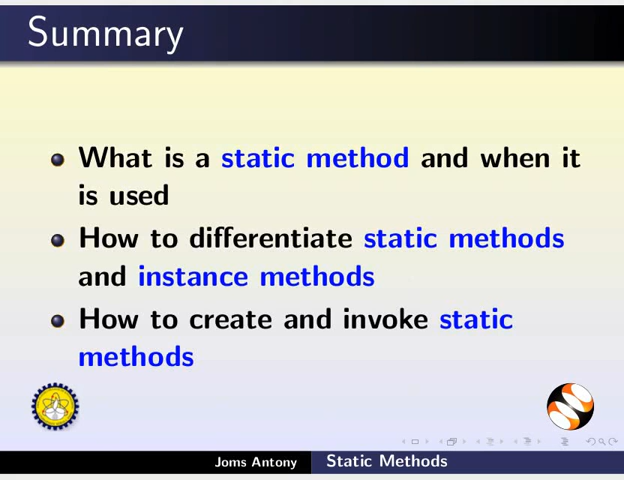 Summary
What is a static method and when it
is used
How to differentiate static methods
and instance methods
How to create and invoke static
methods
Joms Antony Static Methods